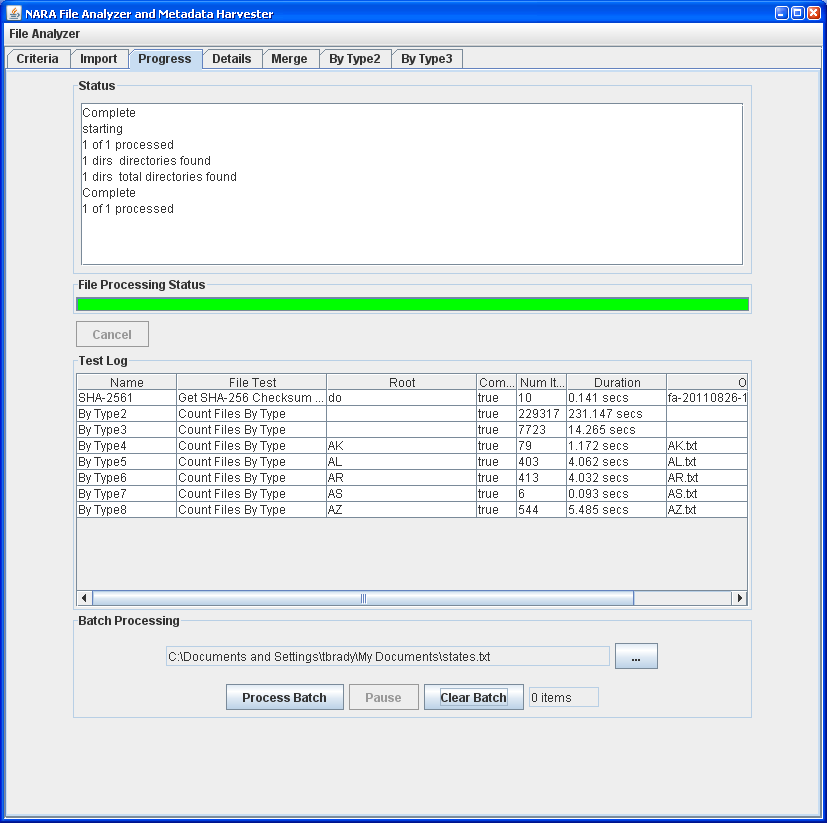 NARA File Analyzer and Metadata Harvester
File Analyzer
Criteria Import Progress Details Merge By Type2 By Type3
Status
Complete
starting
1 of 1 processed
1 dirs  directories found
1 dirs  total directories found
Complete
1 of 1 processed
File Processing Status
Cancel
Test Log
Name File Test Root Com... Num It... Duration O
SHA-2561 Get SHA-256 Checksum ... do true 10 0.141 secs fa-20110826-1
By Type2 Count Files By Type true 229317 231.147 secs
By Type3 Count Files By Type true 7723 14.265 secs
By Type4 Count Files By Type AK true 79 1.172 secs AK.txt
By Type5 Count Files By Type AL true 403 4.062 secs AL.txt
By Type6 Count Files By Type AR true 413 4.032 secs AR.txt
By Type7 Count Files By Type AS true 6 0.093 secs AS.txt
By Type8 Count Files By Type AZ true 544 5.485 secs AZ.txt
Batch Processing
C:\Documents and Settings\tbrady\My Documents\states.txt ...
Process Batch Pause Clear Batch 0 items